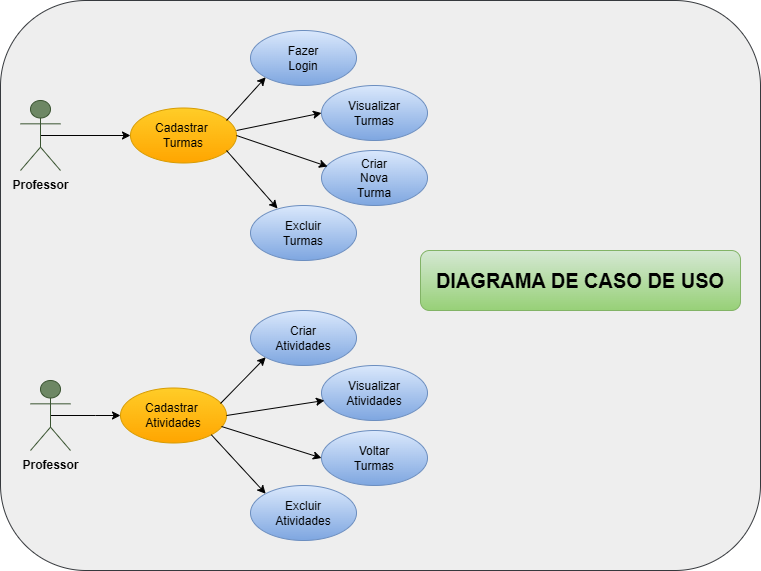 Fazer
Login
Visualizar
Turmas
Cadastrar
Turmas
Criar
Nova
Turma
Professor
Excluir
Turmas
DIAGRAMA DE CASO DE USO
Criar
Atividades
Visualizar
Atividades
Cadastrar
Atividades
Voltar
Turmas
Professor
Excluir
Atividades